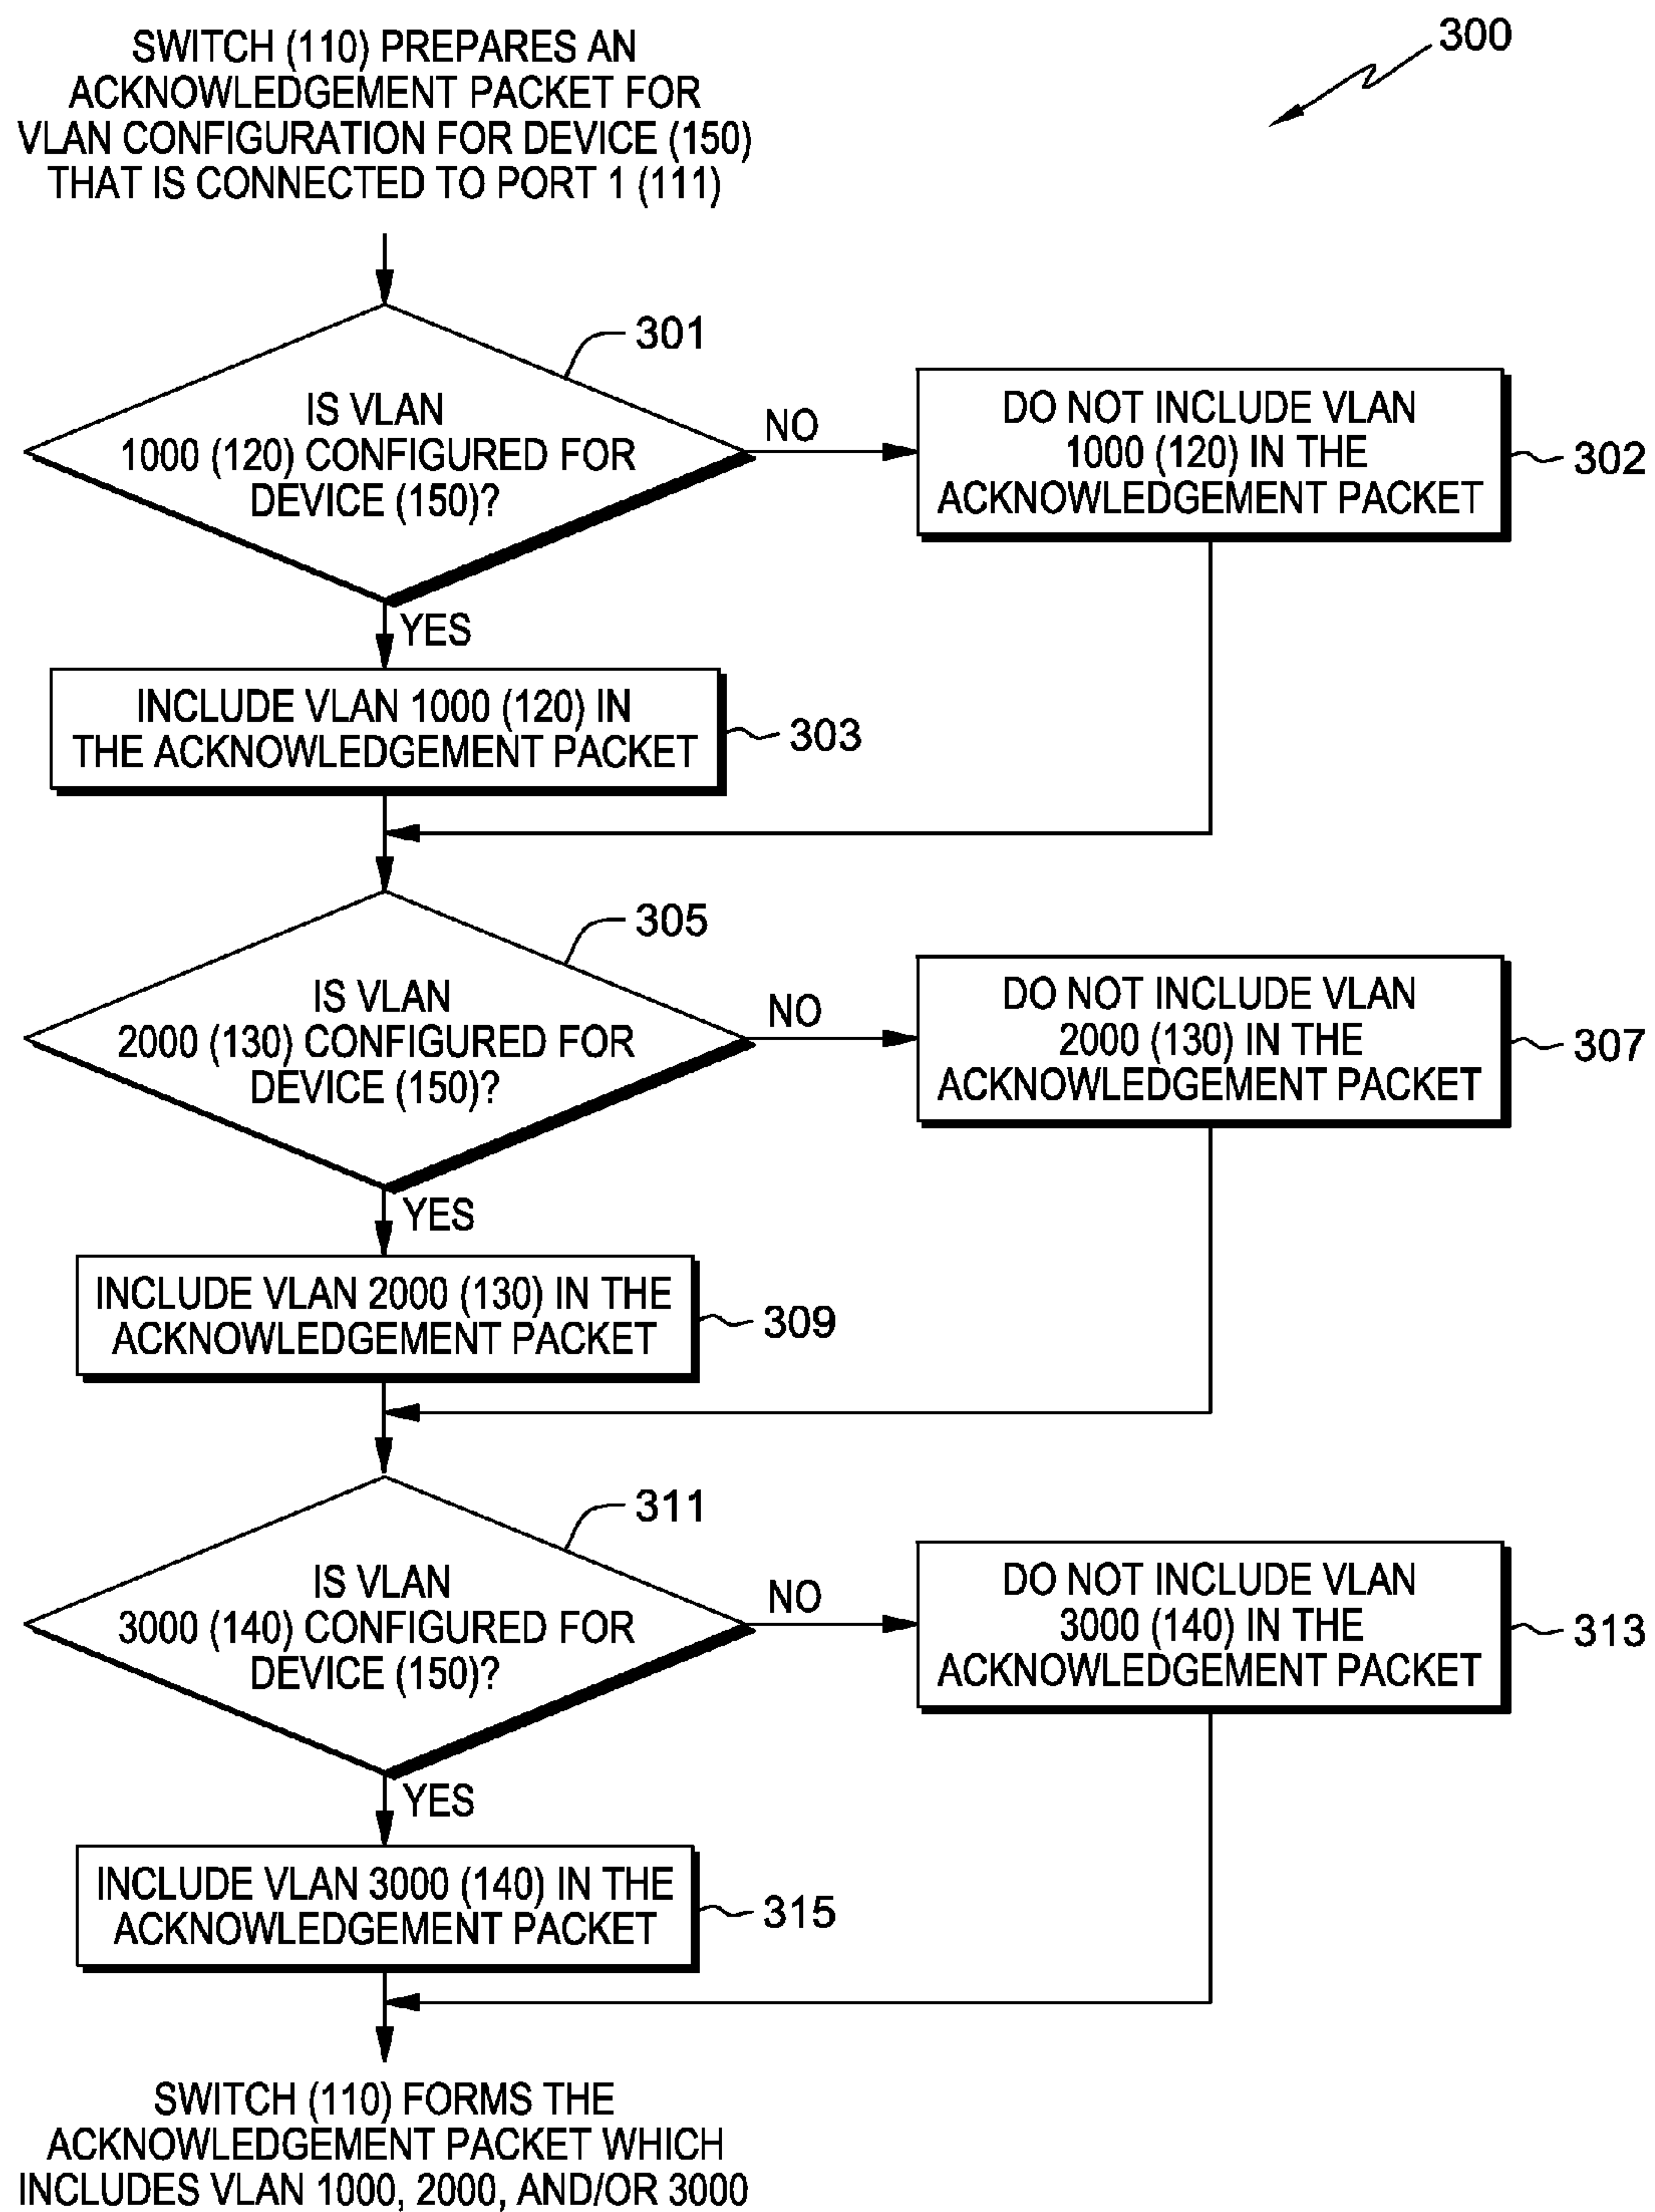 300
SWITCH (110) PREPARES AN
ACKNOWLEDGEMENT PACKET FOR
VLAN CONFIGURATION FOR DEVICE (150)
THAT IS CONNECTED TO PORT 1 (111)
301
IS VLAN
1000 (120) CONFIGURED FOR
DEVICE (150)?
NO
DO NOT INCLUDE VLAN
1000 (120) IN THE
ACKNOWLEDGEMENT PACKET
302
YES
INCLUDE VLAN 1000 (120) IN
THE ACKNOWLEDGEMENT PACKET
303
305
IS VLAN
2000 (130) CONFIGURED FOR
DEVICE (150)?
NO
DO NOT INCLUDE VLAN
2000 (130) IN THE
ACKNOWLEDGEMENT PACKET
307
YES
INCLUDE VLAN 2000 (130) IN THE
ACKNOWLEDGEMENT PACKET
309
311
IS VLAN
3000 (140) CONFIGURED FOR
DEVICE (150)?
NO
DO NOT INCLUDE VLAN
3000 (140) IN THE
ACKNOWLEDGEMENT PACKET
313
YES
INCLUDE VLAN 3000 (140) IN THE
ACKNOWLEDGEMENT PACKET
315
SWITCH (110) FORMS THE
ACKNOWLEDGEMENT PACKET WHICH
INCLUDES VLAN 1000, 2000, AND/OR 3000